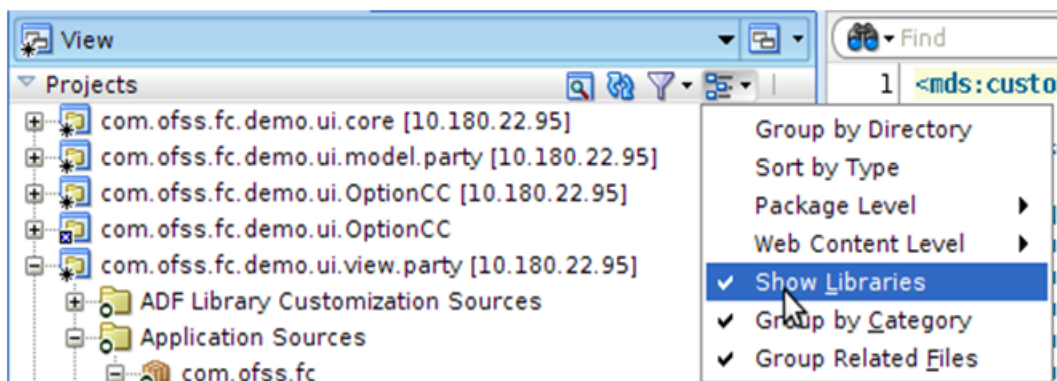 View
Find
Projects
1 <mds:custo
com.ofss.fc.demo.ui.core [10.180.22.95]
com.ofss.fc.demo.ui.model.party [10.180.22.95]
com.ofss.fc.demo.ui.OptionCC [10.180.22.95]
com.ofss.fc.demo.ui.OptionCC
com.ofss.fc.demo.ui.view.party [10.180.22.95]
ADF Library Customization Sources
Application Sources
com.ofss.fc
Group by Directory
Sort by Type
Package Level
Web Content Level
Show Libraries
Group by Category
Group Related Files